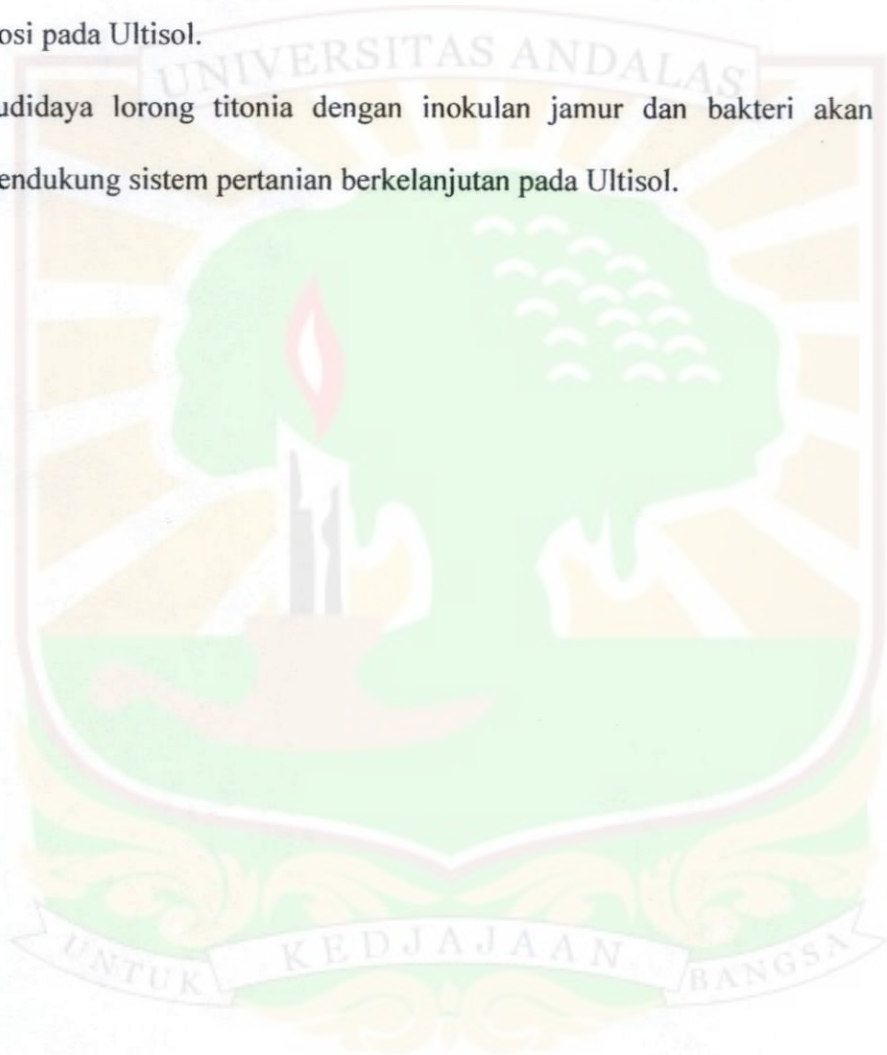 osi pada Ultisol.
UNIVERSITAS ANDALAS
udidaya lorong titonia dengan inokulan jamur dan bakteri akan
endukung sistem pertanian berkelanjutan pada Ultisol.
UNTUK KEDJAJAAN BANGSA